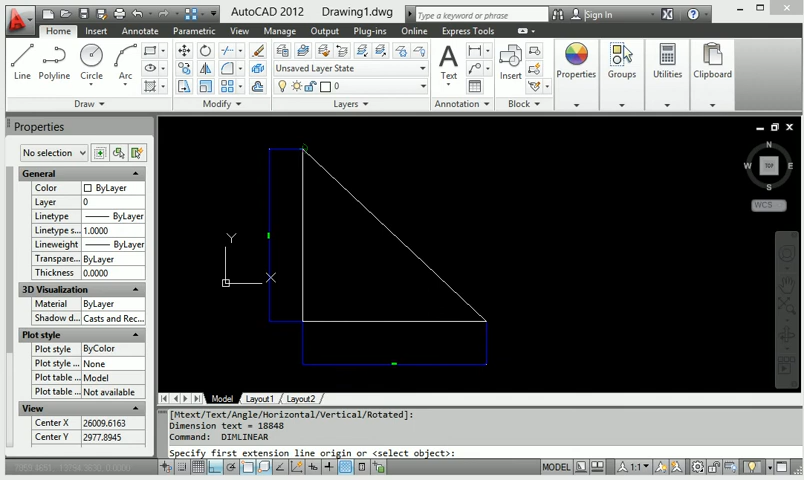 AutoCAD 2012 Drawing1.dwg
Type a keyword or phrase
Sign In
Home Insert Annotate Parametric View Manage Output Plug-ins Online Express Tools
Line Polyline Circle Arc
Draw
Modify
Unsaved Layer State
0
Layers
Text
Annotation
Insert
Block
Properties
Groups
Utilities
Clipboard
Properties
No selection
General
Color ByLayer
Layer 0
Linetype ByLayer
Linetype s... 1.0000
Lineweight ByLayer
Transpare... ByLayer
Thickness 0.0000
3D Visualization
Material ByLayer
Shadow d... Casts and Rec...
Plot style
Plot style ByColor
Plot style ... None
Plot table ... Model
Plot table ... Not available
View
Center X 26009.6163
Center Y 2977.8945
Y
X
N
W TOP E
S
WCS
Model Layout1 Layout2
[Mtext/Text/Angle/Horizontal/Vertical/Rotated]:
Dimension text = 18848
Command: DIMLINEAR
Specify first extension line origin or <select object>:
MODEL
1:1